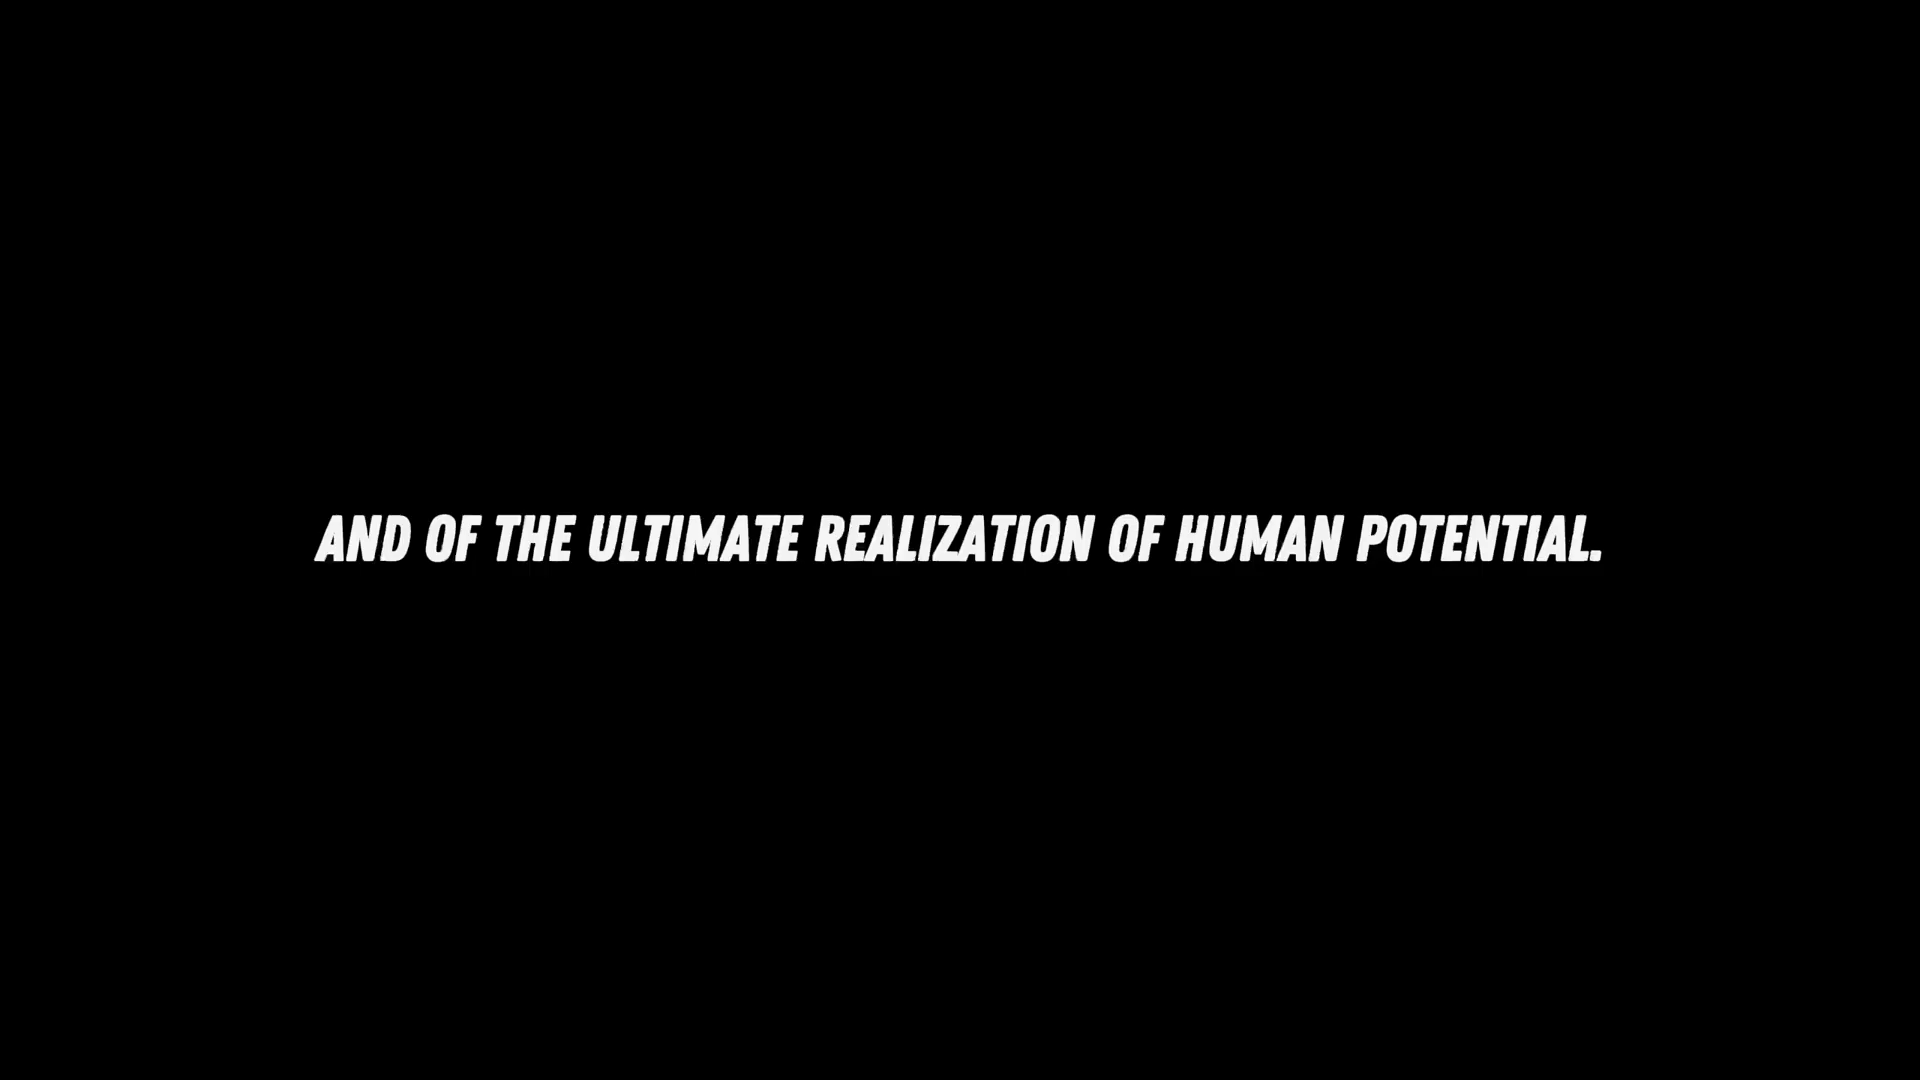 AND OF THE ULTIMATE REALIZATION OF HUMAN POTENTIAL.